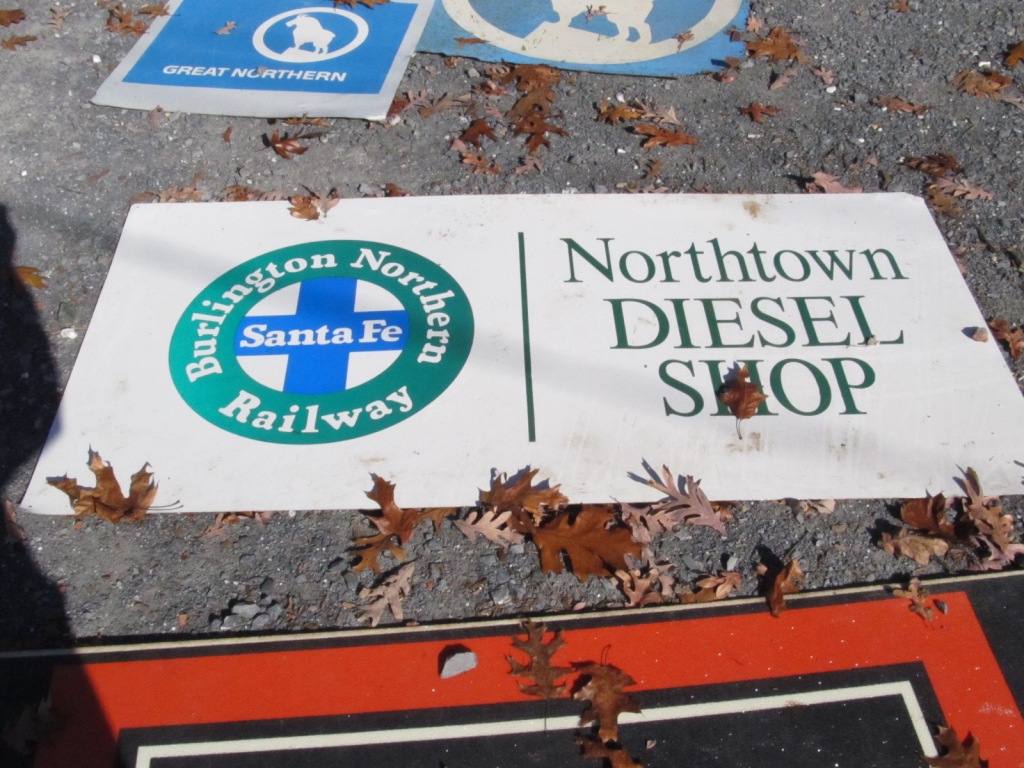 GREAT NORTHERN
Burlington Northern
Santa Fe
Railway
Northtown
DIESEL
SHOP